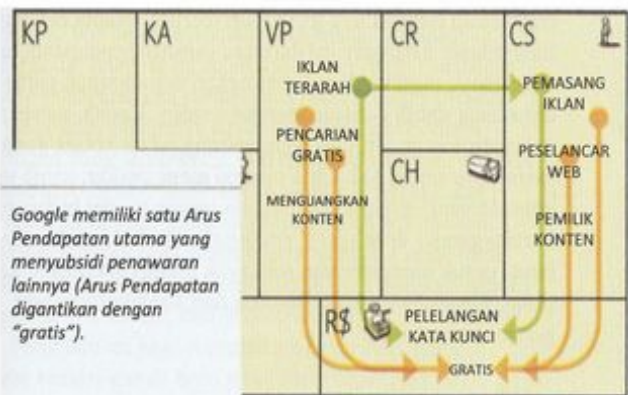 KP
KA
VP
CR
CS
IKLAN
TERARAH
PENCARIAN
GRATIS
MENGUANGKAN
KONTEN
PEMASANG
IKLAN
PESELANCAR
WEB
PEMILIK
KONTEN
CH
Google memiliki satu Arus
Pendapatan utama yang
menyubsidi penawaran
lainnya (Arus Pendapatan
digantikan dengan
"gratis").
R$
PELELANGAN
KATA KUNCI
GRATIS